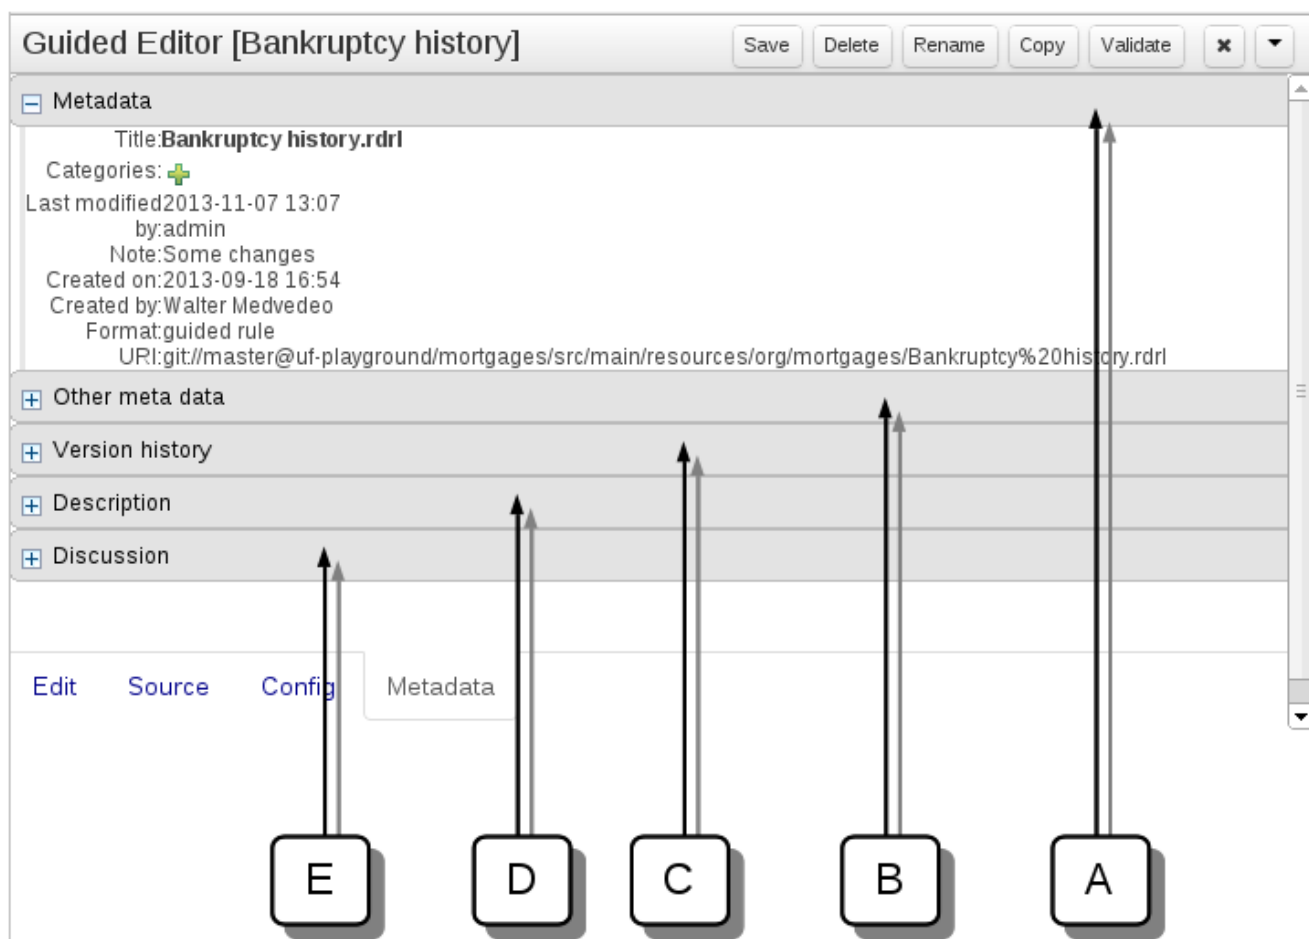 Guided Editor [Bankruptcy history] Save Delete Rename Copy Validate
Metadata
Title:Bankruptcy history.rdrl
Categories:
Last modified2013-11-07 13:07
by:admin
Note:Some changes
Created on:2013-09-18 16:54
Created by:Walter Medvedeo
Format:guided rule
URI:git://master@uf-playground/mortgages/src/main/resources/org/mortgages/Bankruptcy%20history.rdrl
Other meta data
Version history
Description
Discussion
Edit Source Config Metadata
E D C B A